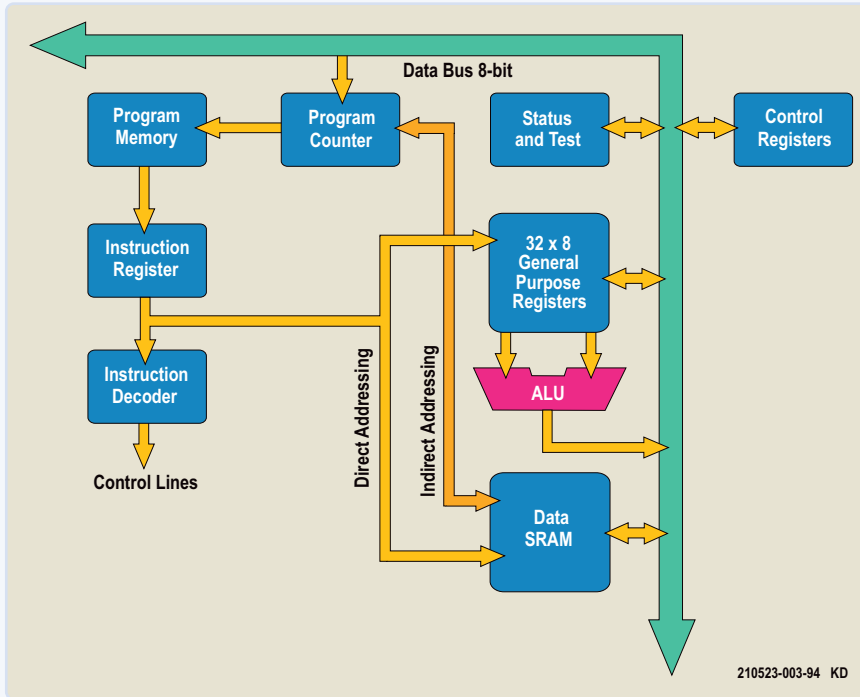 Data Bus 8-bit
Program
Memory
Program
Counter
Status
and Test
Control
Registers
Instruction
Register
32 x 8
General
Purpose
Registers
Instruction
Decoder
ALU
Direct Addressing
Indirect Addressing
Control Lines
Data
SRAM
210523-003-94 KD